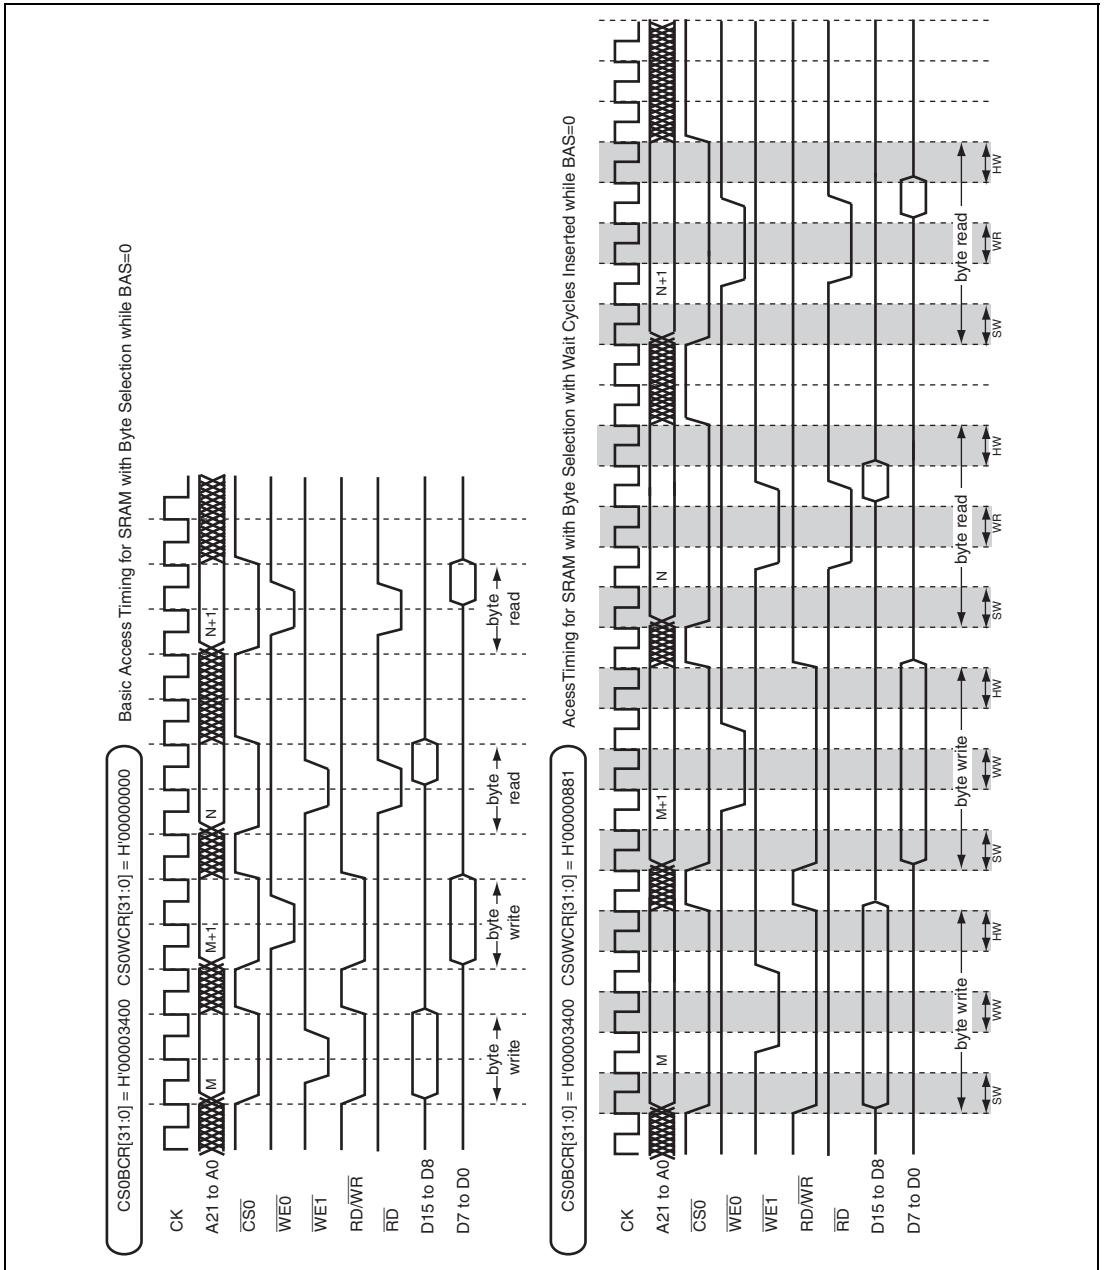 CS0BCR[31:0] = H'00003400 CS0WCR[31:0] = H'00000000
Basic Access Timing for SRAM with Byte Selection while BAS=0
CK
A21 to A0
M
M+1
N
N+1
CS0
WE0
WE1
RD/WR
RD
D15 to D8
D7 to D0
byte
write
byte
write
byte
read
byte
read
CS0BCR[31:0] = H'00003400 CS0WCR[31:0] = H'00000881
AcessTiming for SRAM with Byte Selection with Wait Cycles Inserted while BAS=0
CK
A21 to A0
M
M+1
N
N+1
CS0
WE0
WE1
RD/WR
RD
D15 to D8
D7 to D0
byte write
byte write
byte read
byte read
SW
WW
HW
SW
WW
HW
SW
WR
HW
SW
WR
HW